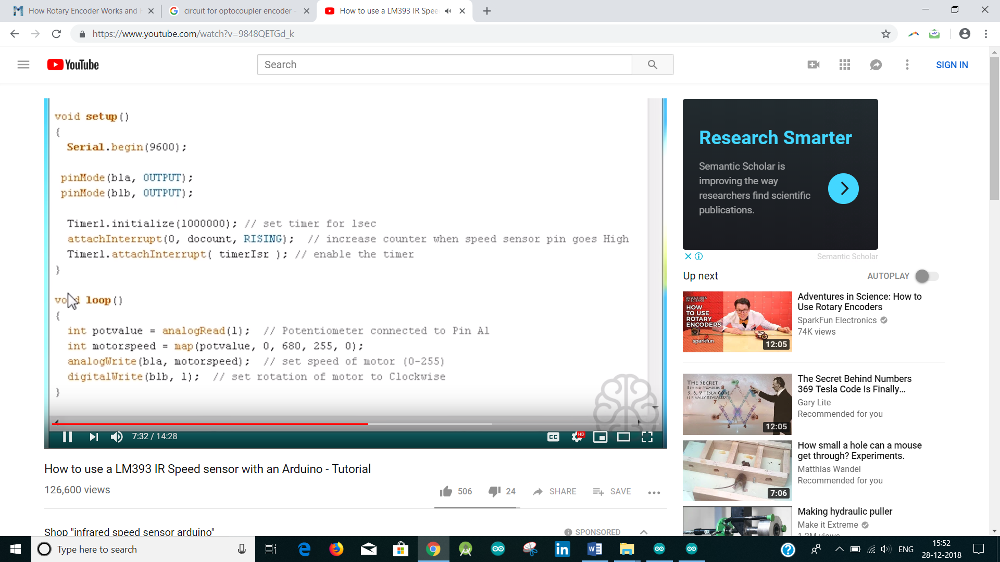 How Rotary Encoder Works and
circuit for optocoupler encoder -
How to use a LM393 IR Spee
https://www.youtube.com/watch?v=9848QETGd_k
YouTube
Search
SIGN IN
void setup()
{
Serial.begin(9600);
pinMode(b1a, OUTPUT);
pinMode(b1b, OUTPUT);
Timer1.initialize(1000000); // set timer for 1sec
attachInterrupt(0, docount, RISING); // increase counter when speed sensor pin goes High
Timer1.attachInterrupt( timerIsr ); // enable the timer
}
void loop()
{
int potvalue = analogRead(1); // Potentiometer connected to Pin A1
int motorspeed = map(potvalue, 0, 680, 255, 0);
analogWrite(b1a, motorspeed); // set speed of motor (0-255)
digitalWrite(b1b, 1); // set rotation of motor to Clockwise
}
7:32 / 14:28
CC
HD
How to use a LM393 IR Speed sensor with an Arduino - Tutorial
126,600 views
506
24
SHARE
SAVE
Shop "infrared speed sensor arduino"
SPONSORED
Research Smarter
Semantic Scholar is
improving the way
researchers find scientific
publications.
Semantic Scholar
Up next
AUTOPLAY
ADVENTURES
IN SCIENCE:
HOW
TO USE
ROTARY
ENCODERS
sparkfun
12:05
Adventures in Science: How to
Use Rotary Encoders
SparkFun Electronics
74K views
THE SECRET
BEHIND NUMBERS
3, 6, 9 TESLA CODE
IS FINALLY REVEALED
12:05
The Secret Behind Numbers
369 Tesla Code Is Finally...
Gary Lite
Recommended for you
7:06
How small a hole can a mouse
get through? Experiments.
Matthias Wandel
Recommended for you
Making hydraulic puller
Make it Extreme
1.2M views
Type here to search
ENG
15:52
28-12-2018